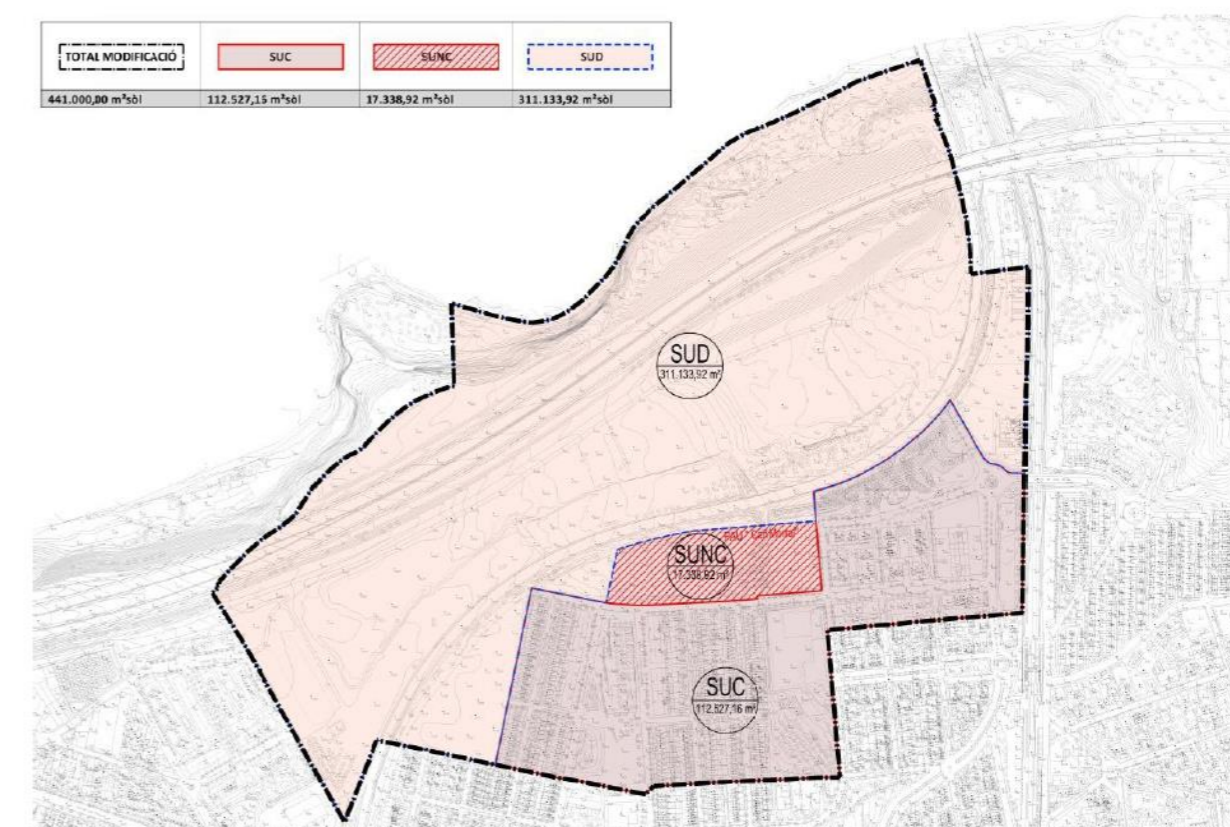 TOTAL MODIFICACIÓ SUC SUNC SUD
441.000,00 m²sòl 112.527,16 m²sòl 17.338,92 m²sòl 311.133,92 m²sòl
SUD
311.133,92 m²
SUNC
17.338,92 m²
SUC
112.527,16 m²